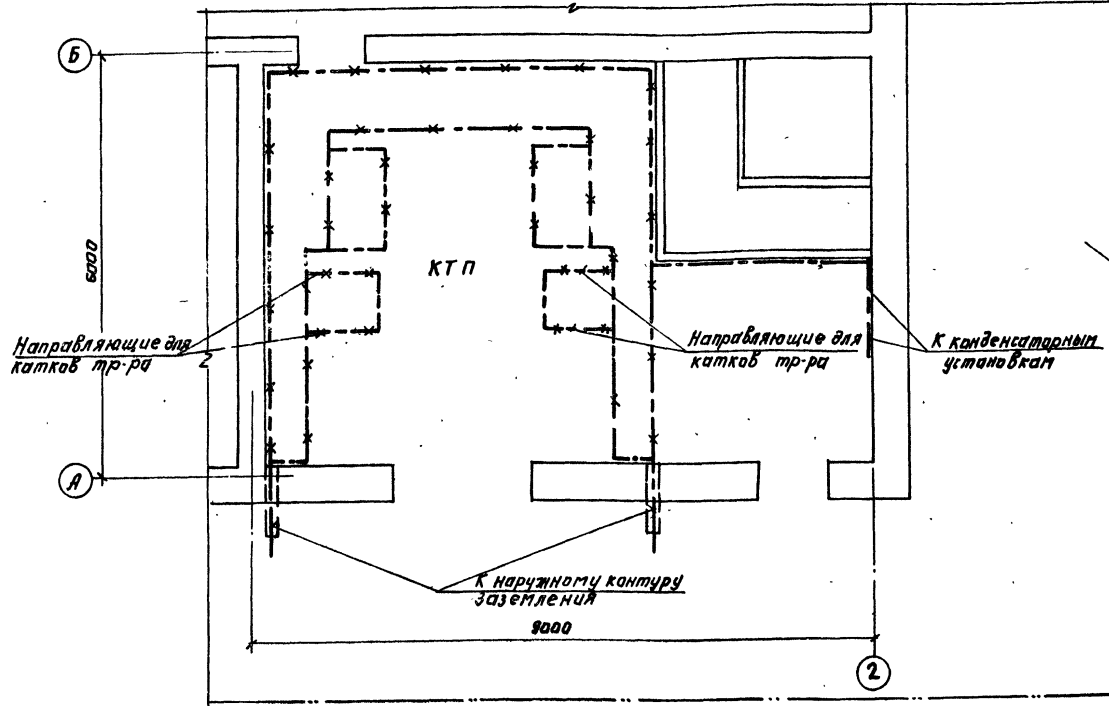 Б
6000
КТП
Направляющие для
катков тр-ра
Направляющие для
катков тр-ра
К конденсаторным
установкам
А
К наружному контуру
заземления
9000
2